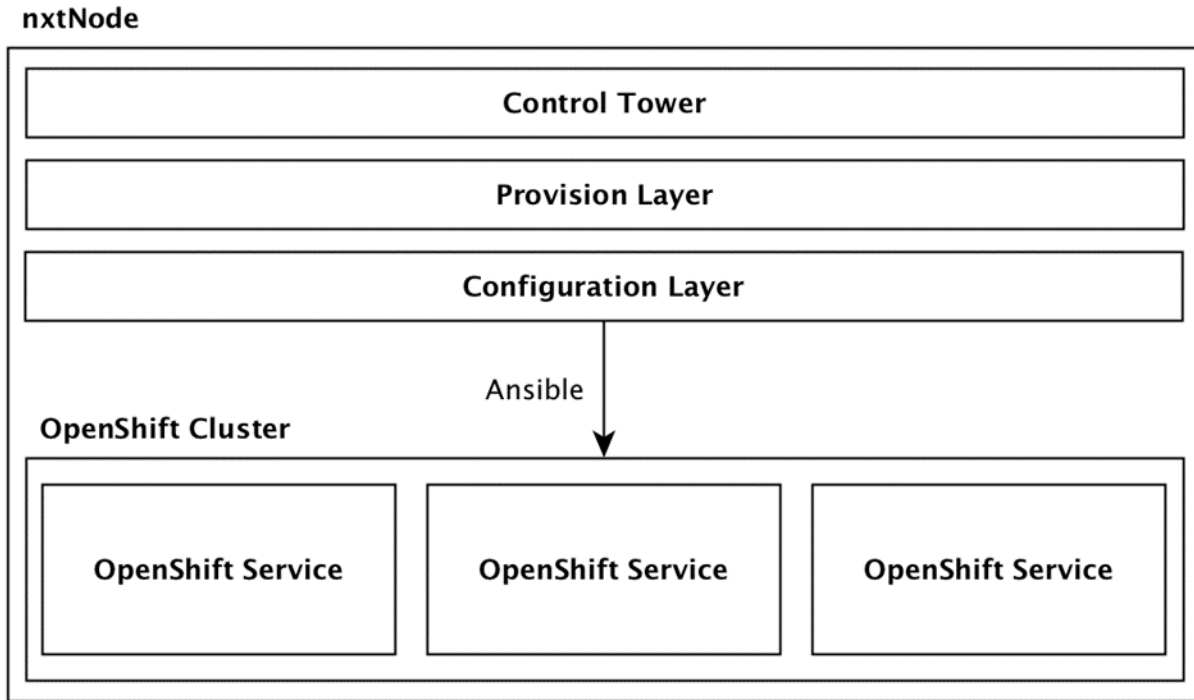 nxtNode
Control Tower
Provision Layer
Configuration Layer
Ansible
OpenShift Cluster
OpenShift Service
OpenShift Service
OpenShift Service